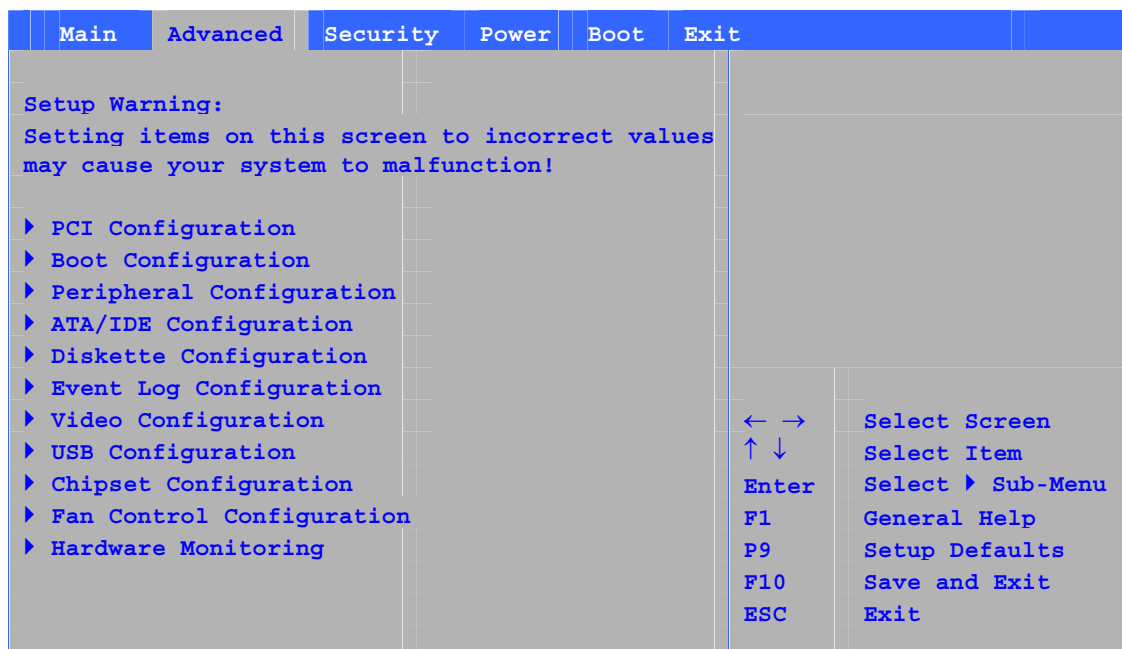 Main Advanced Security Power Boot Exit
Setup Warning:
Setting items on this screen to incorrect values
may cause your system to malfunction!
▶ PCI Configuration
▶ Boot Configuration
▶ Peripheral Configuration
▶ ATA/IDE Configuration
▶ Diskette Configuration
▶ Event Log Configuration
▶ Video Configuration
▶ USB Configuration
▶ Chipset Configuration
▶ Fan Control Configuration
▶ Hardware Monitoring
← → Select Screen
↑ ↓ Select Item
Enter Select ▶ Sub-Menu
F1 General Help
P9 Setup Defaults
F10 Save and Exit
ESC Exit